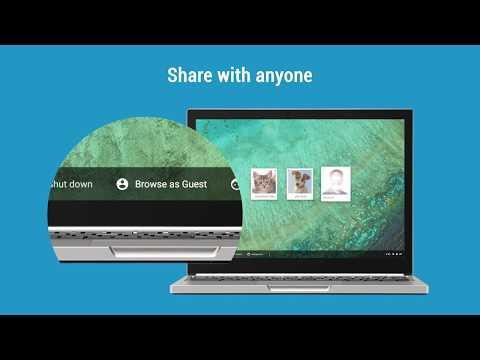 Share with anyone
shut down
Browse as Guest